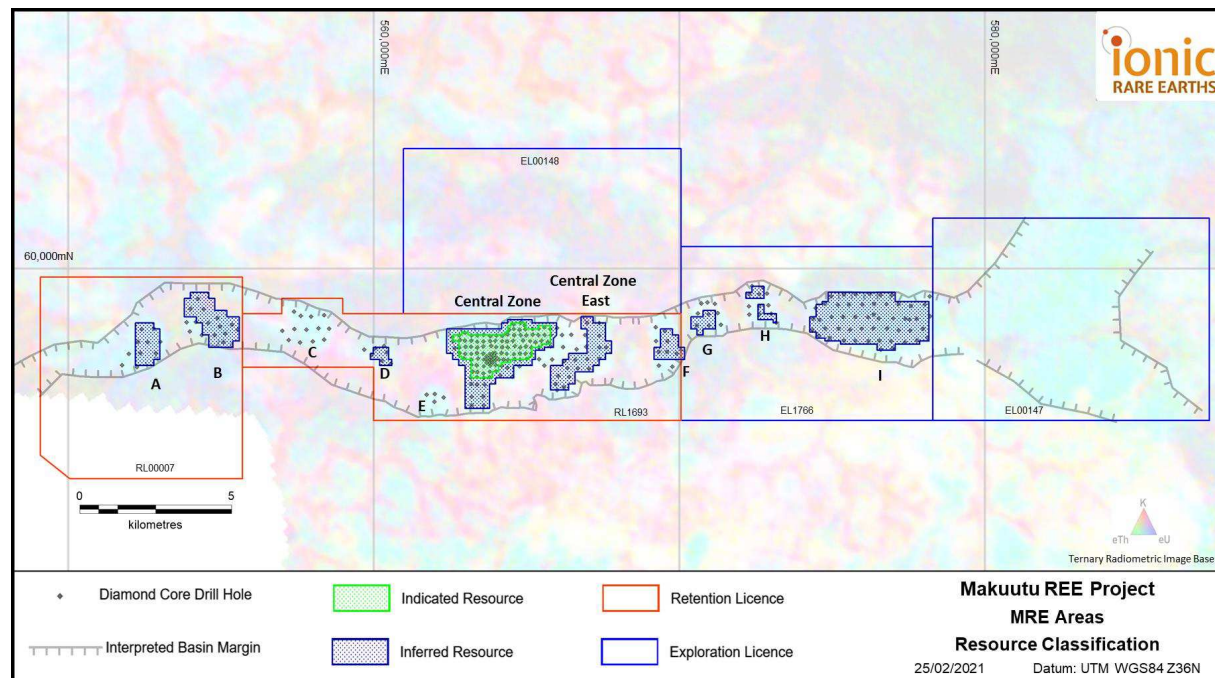 560,000mE
580,000mE
ionic
RARE EARTHS
EL00148
60,000mN
Central Zone
Central Zone
East
A
B
C
D
E
F
G
H
I
RL1693
EL1766
EL00147
RL00007
0
5
kilometres
K
eTh
eU
Ternary Radiometric Image Base
Diamond Core Drill Hole
Indicated Resource
Retention Licence
Interpreted Basin Margin
Inferred Resource
Exploration Licence
Makuutu REE Project
MRE Areas
Resource Classification
25/02/2021 Datum: UTM WGS84 Z36N